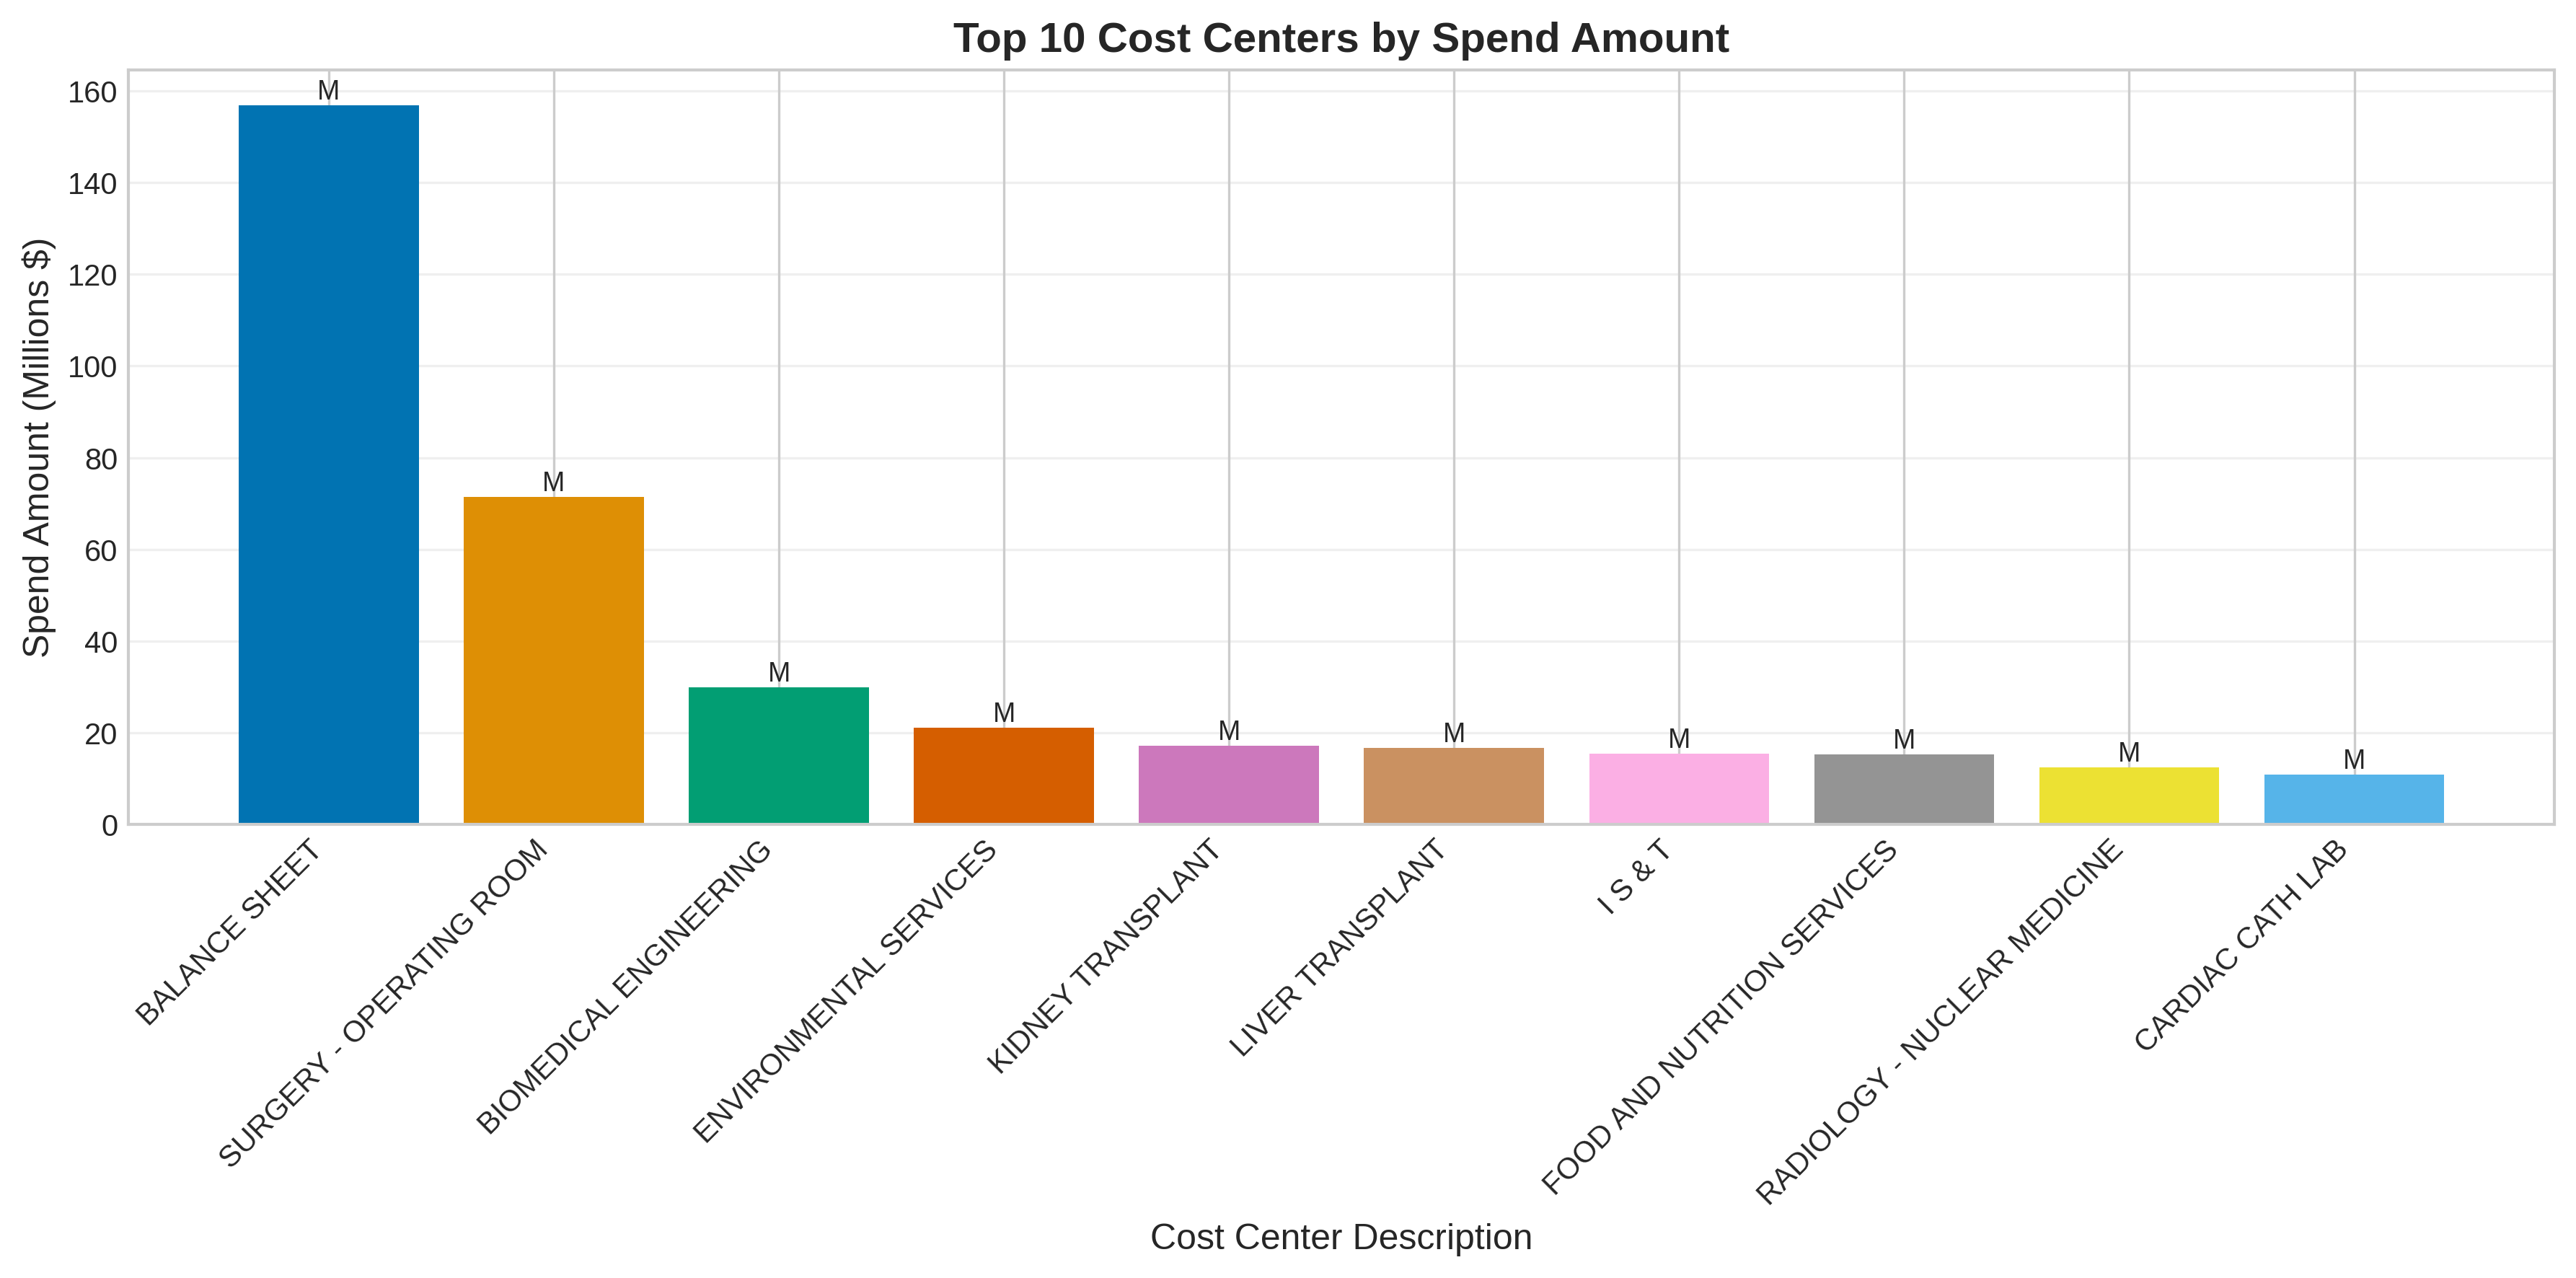 Top 10 Cost Centers by Spend Amount
Spend Amount (Millions $)
160
140
120
100
80
60
40
20
0
M
M
M
M
M
M
M
M
M
M
BALANCE SHEET
SURGERY - OPERATING ROOM
BIOMEDICAL ENGINEERING
ENVIRONMENTAL SERVICES
KIDNEY TRANSPLANT
LIVER TRANSPLANT
I S & T
FOOD AND NUTRITION SERVICES
RADIOLOGY - NUCLEAR MEDICINE
CARDIAC CATH LAB
Cost Center Description